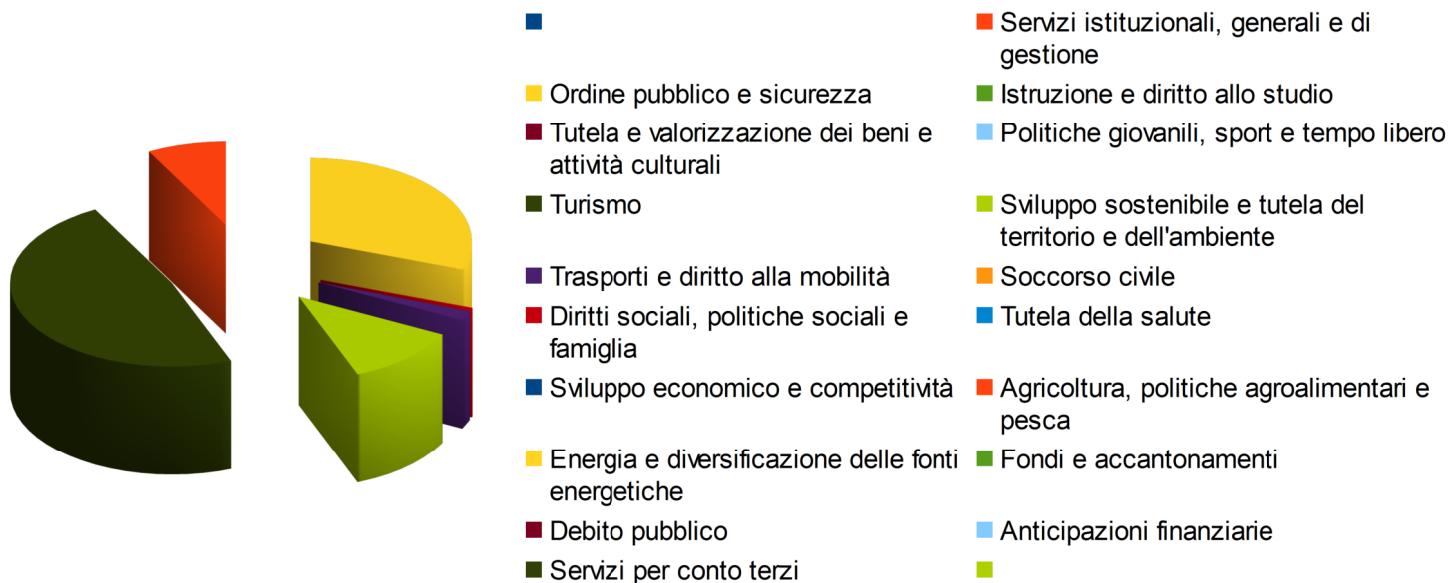 Servizi istituzionali, generali e di
gestione
Ordine pubblico e sicurezza
Istruzione e diritto allo studio
Tutela e valorizzazione dei beni e
attività culturali
Politiche giovanili, sport e tempo libero
Turismo
Sviluppo sostenibile e tutela del
territorio e dell'ambiente
Trasporti e diritto alla mobilità
Soccorso civile
Diritti sociali, politiche sociali e
famiglia
Tutela della salute
Sviluppo economico e competitività
Agricoltura, politiche agroalimentari e
pesca
Energia e diversificazione delle fonti
energetiche
Fondi e accantonamenti
Debito pubblico
Anticipazioni finanziarie
Servizi per conto terzi